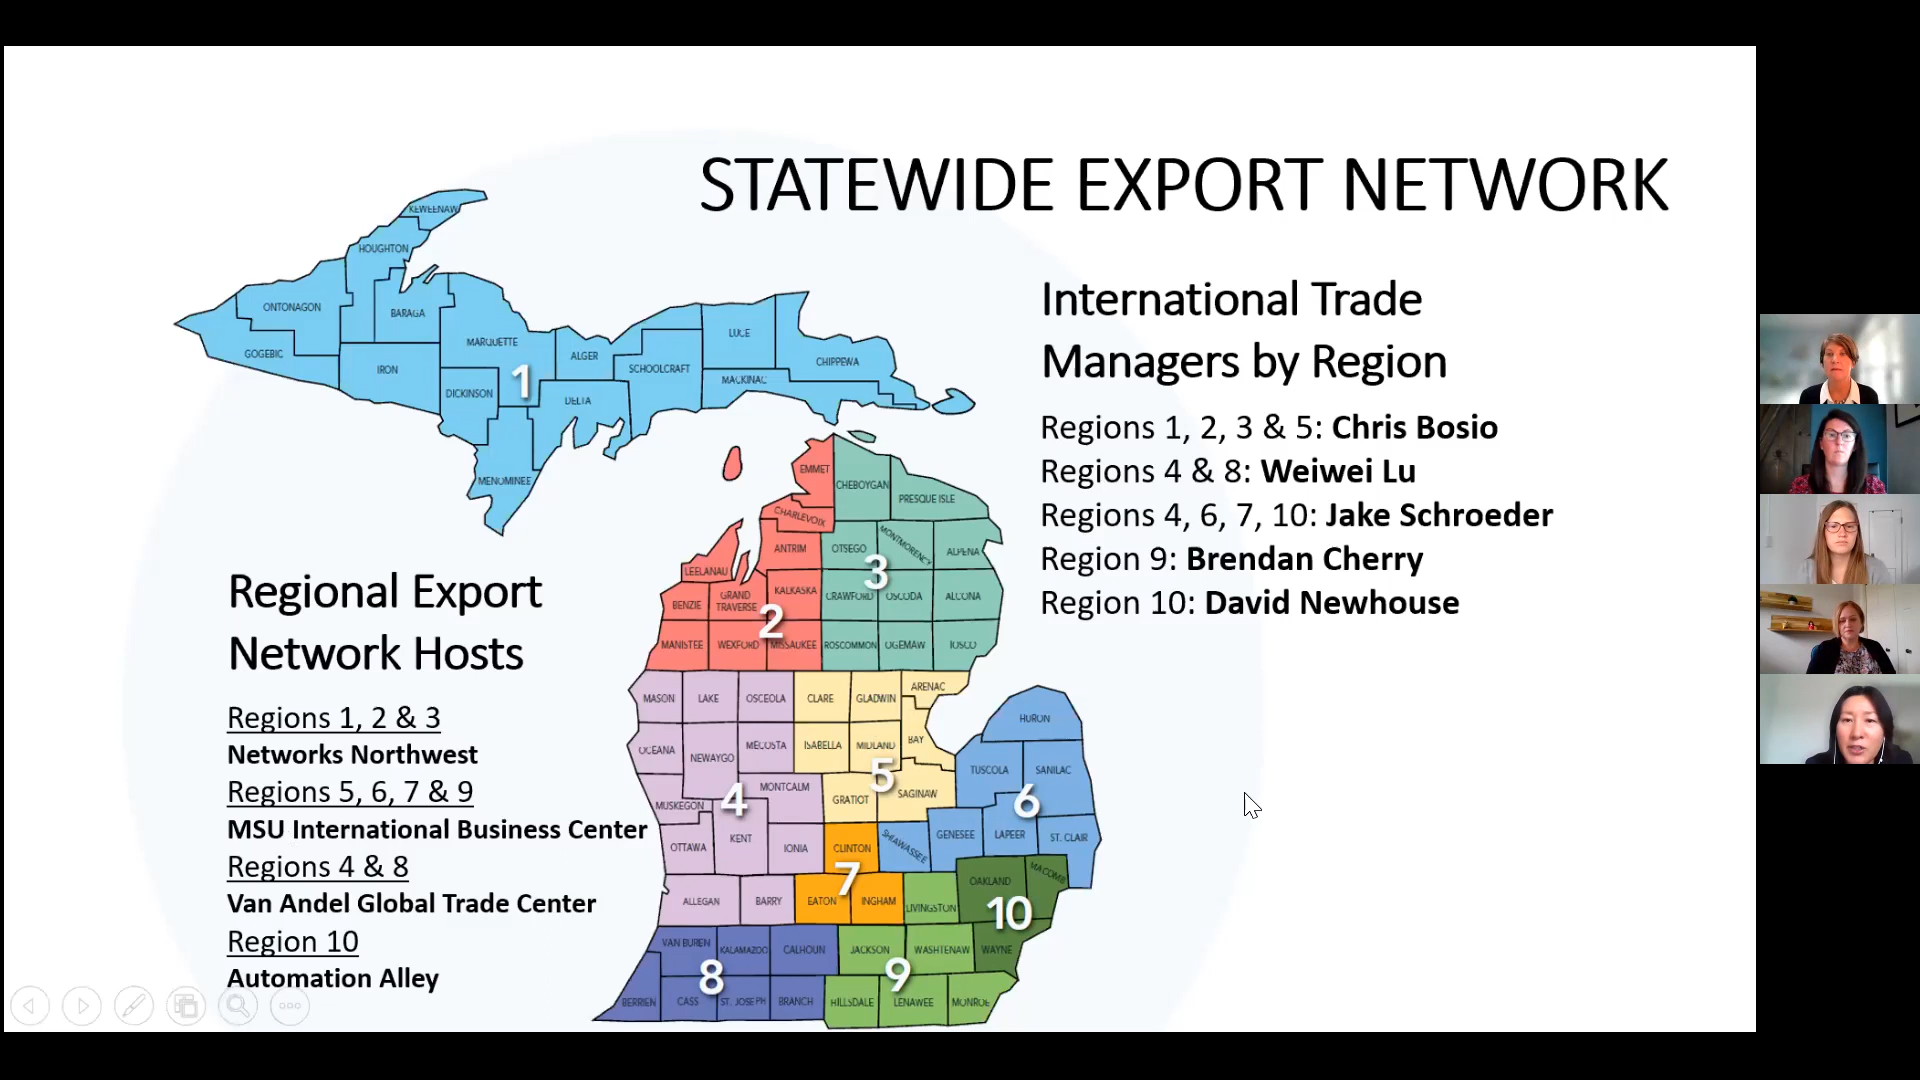 STATEWIDE EXPORT NETWORK
International Trade
Managers by Region
Regions 1, 2, 3 & 5: Chris Bosio
Regions 4 & 8: Weiwei Lu
Regions 4, 6, 7, 10: Jake Schroeder
Region 9: Brendan Cherry
Region 10: David Newhouse
Regional Export
Network Hosts
Regions 1, 2 & 3
Networks Northwest
Regions 5, 6, 7 & 9
MSU International Business Center
Regions 4 & 8
Van Andel Global Trade Center
Region 10
Automation Alley
KEWEENAW
HOUGHTON
ONTONAGON
BARAGA
GOGEBIC
IRON
MARQUETTE
DICKINSON
1
ALGER
DELTA
SCHOOLCRAFT
LUCE
CHIPPEWA
MACKINAC
MENOMINEE
EMMET
CHEBOYGAN
PRESQUE ISLE
CHARLEVOIX
ANTRIM
OTSEGO
MONTMORENCY
ALPENA
3
LEELANAU
BENZIE
GRAND
TRAVERSE
KALKASKA
CRAWFORD
OSCODA
ALCONA
2
MANISTEE
WEXFORD
MISSAUKEE
ROSCOMMON
OGEMAW
IOSCO
MASON
LAKE
OSCEOLA
CLARE
GLADWIN
ARENAC
OCEANA
NEWAYGO
MECOSTA
ISABELLA
MIDLAND
BAY
HURON
5
TUSCOLA
SANILAC
MUSKEGON
4
MONTCALM
GRATIOT
SAGINAW
6
OTTAWA
KENT
IONIA
CLINTON
SHIAWASSEE
GENESEE
LAPEER
ST. CLAIR
7
ALLEGAN
BARRY
EATON
INGHAM
LIVINGSTON
OAKLAND
MACOMB
10
VAN BUREN
KALAMAZOO
CALHOUN
JACKSON
WASHTENAW
WAYNE
8
9
BERRIEN
CASS
ST. JOSEPH
BRANCH
HILLSDALE
LENAWEE
MONROE